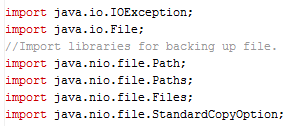 import java.io.IOException;
import java.io.File;
//Import libraries for backing up file.
import java.nio.file.Path;
import java.nio.file.Paths;
import java.nio.file.Files;
import java.nio.file.StandardCopyOption;